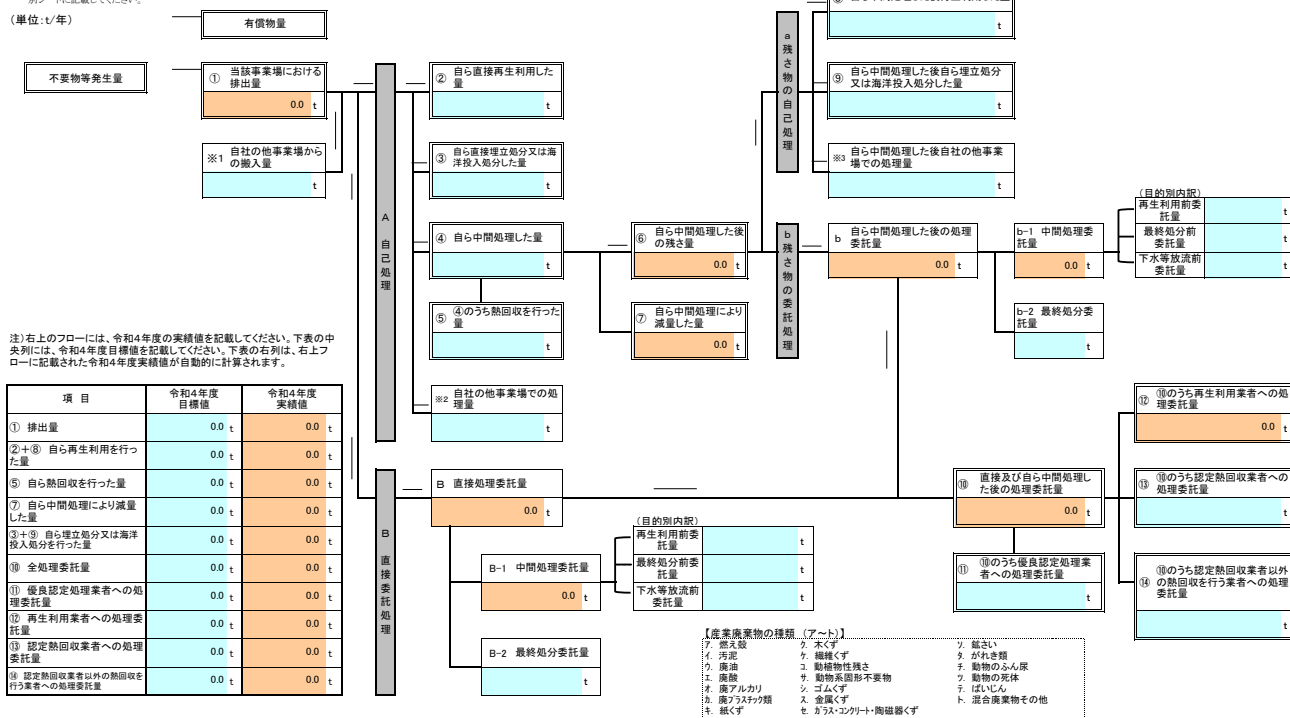 別シートに記載してください。
(単位:t/年)
有償物量
不要物等発生量
① 当該事業場における
排出量
0.0 t
※1 自社の他事業場から
の搬入量
t
A 自己処理
② 自ら直接再生利用した
量
t
③ 自ら直接埋立処分又は海
洋投入処分した量
t
④ 自ら中間処理した量
t
⑤ ④のうち熱回収を行った
量
t
※2 自社の他事業場での処
理量
t
⑥ 自ら中間処理した後
の残さ量
0.0 t
⑦ 自ら中間処理により
減量した量
0.0 t
a 残さ物の自己処理
t
⑨ 自ら中間処理した後自ら埋立処分
又は海洋投入処分した量
t
※3 自ら中間処理した後自社の他事業
場での処理量
t
b 残さ物の委託処理
b 自ら中間処理した後の処理
委託量
0.0 t
b-1 中間処理委
託量
0.0 t
b-2 最終処分委
託量
t
(目的別内訳)
再生利用前委
託量
t
最終処分前
委託量
t
下水等放流前
委託量
t
注)右上のフローには、令和4年度の実績値を記載してください。下表の中
央列には、令和4年度目標値を記載してください。下表の右列は、右上フ
ローに記載された令和4年度実績値が自動的に計算されます。
項 目 令和4年度
目標値 令和4年度
実績値
① 排出量 0.0 t 0.0 t
②+⑧ 自ら再生利用を行っ
た量 0.0 t 0.0 t
⑤ 自ら熱回収を行った量 0.0 t 0.0 t
⑦ 自ら中間処理により減量
した量 0.0 t 0.0 t
③+⑨ 自ら埋立処分又は海洋
投入処分を行った量 0.0 t 0.0 t
⑩ 全処理委託量 0.0 t 0.0 t
⑪ 優良認定処理業者への処
理委託量 0.0 t 0.0 t
⑫ 再生利用業者への処理委
託量 0.0 t 0.0 t
⑬ 認定熱回収業者への処理
委託量 0.0 t 0.0 t
⑭ 認定熱回収業者以外の熱回収を
行う業者への処理委託量 0.0 t 0.0 t
B 直接委託処理
B 直接処理委託量
0.0 t
B-1 中間処理委託量
0.0 t
B-2 最終処分委託量
t
(目的別内訳)
再生利用前委
託量
t
最終処分前委
託量
t
下水等放流前
委託量
t
⑩ 直接及び自ら中間処理し
た後の処理委託量
0.0 t
⑪ ⑩のうち優良認定処理業
者への処理委託量
t
⑫ ⑩のうち再生利用業者への処
理委託量
0.0 t
⑬ ⑩のうち認定熱回収業者への
処理委託量
t
⑭ ⑩のうち認定熱回収業者以外
の熱回収を行う業者への処理
委託量
t
【産業廃棄物の種類 (ア~ト)】
ア. 燃え殻 ク. 木くず ソ. 鉱さい
イ. 汚泥 ケ. 繊維くず タ. がれき類
ウ. 廃油 コ. 動植物性残さ チ. 動物のふん尿
エ. 廃酸 サ. 動物系固形不要物 ツ. 動物の死体
オ. 廃アルカリ シ. ゴムくず テ. ばいじん
カ. 廃プラスチック類 ス. 金属くず ト. 混合廃棄物その他
キ. 紙くず セ. ガラス・コンクリート・陶磁器くず